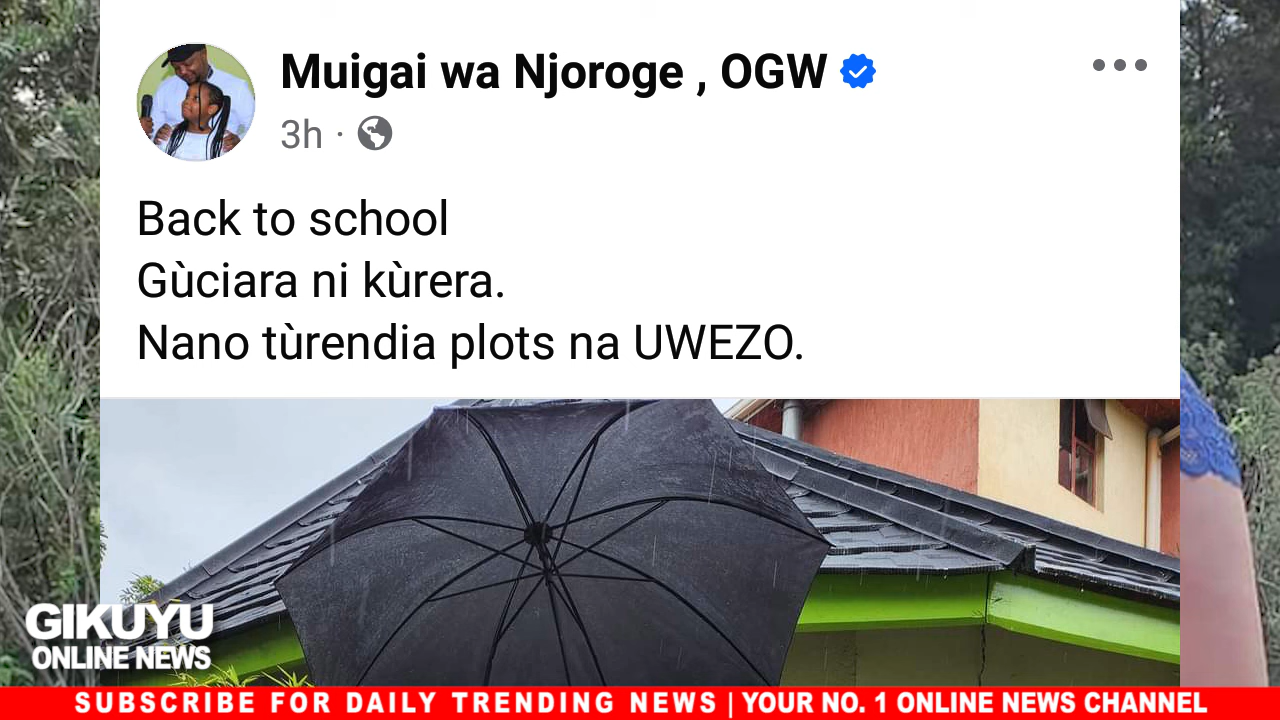 Muigai wa Njoroge , OGW
3h ·
Back to school
Gùciara ni kùrera.
Nano tùrendia plots na UWEZO.
GIKUYU
ONLINE NEWS
SUBSCRIBE FOR DAILY TRENDING NEWS | YOUR NO. 1 ONLINE NEWS CHANNEL